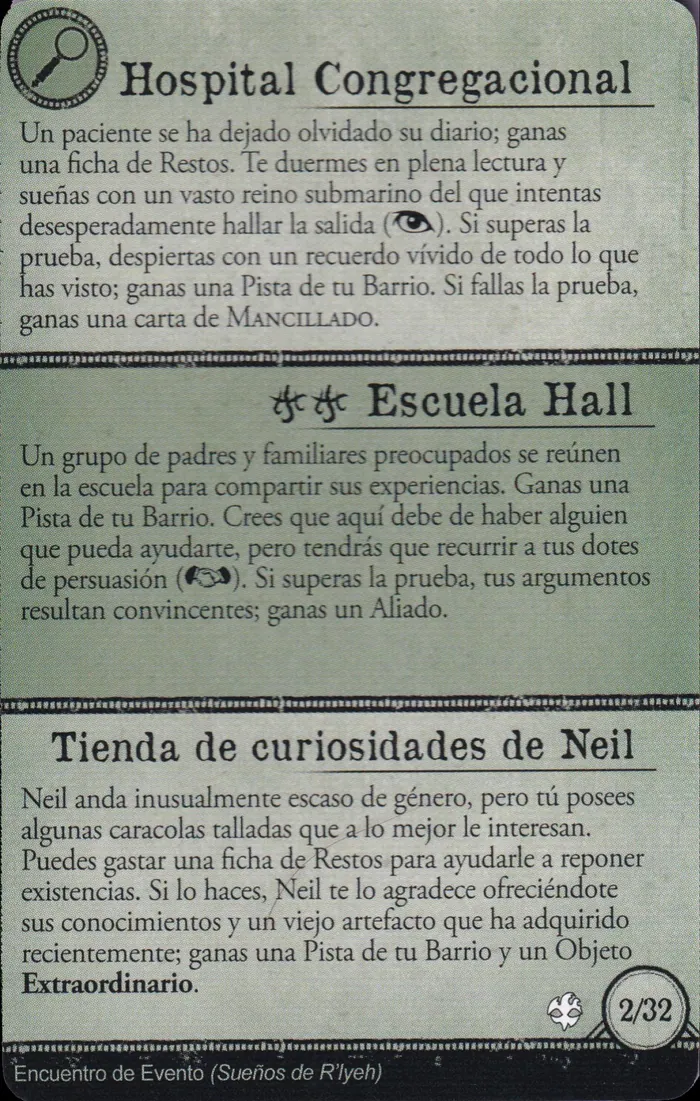 Hospital Congregacional
Un paciente se ha dejado olvidado su diario; ganas
una ficha de Restos. Te duermes en plena lectura y
sueñas con un vasto reino submarino del que intentas
desesperadamente hallar la salida (). Si superas la
prueba, despiertas con un recuerdo vívido de todo lo que
has visto; ganas una Pista de tu Barrio. Si fallas la prueba,
ganas una carta de MANCILLADO.
Escuela Hall
Un grupo de padres y familiares preocupados se reúnen
en la escuela para compartir sus experiencias. Ganas una
Pista de tu Barrio. Crees que aquí debe de haber alguien
que pueda ayudarte, pero tendrás que recurrir a tus dotes
de persuasión (). Si superas la prueba, tus argumentos
resultan convincentes; ganas un Aliado.
Tienda de curiosidades de Neil
Neil anda inusualmente escaso de género, pero tú posees
algunas caracolas talladas que a lo mejor le interesan.
Puedes gastar una ficha de Restos para ayudarle a reponer
existencias. Si lo haces, Neil te lo agradece ofreciéndote
sus conocimientos y un viejo artefacto que ha adquirido
recientemente; ganas una Pista de tu Barrio y un Objeto
Extraordinario.
2/32
Encuentro de Evento (Sueños de R'lyeh)